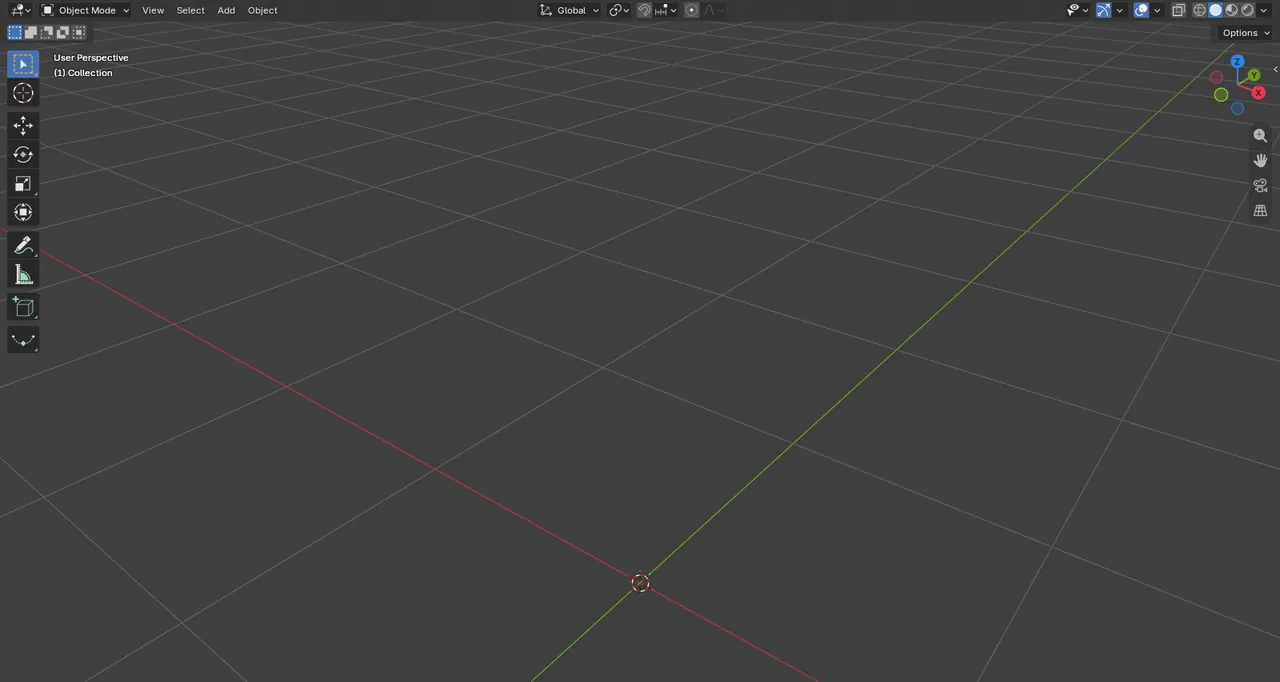 Object Mode View Select Add Object Global
Options
User Perspective
(1) Collection
Z
Y
X